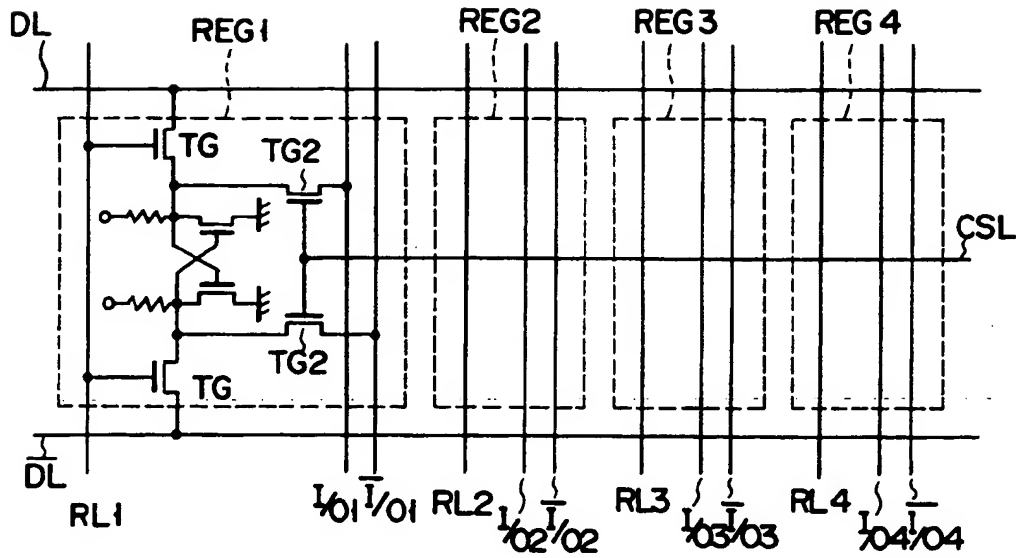 DL
REG1
REG2
REG3
REG4
TG
TG2
CSL
TG2
TG
D̅L̅
RL1
I/O1
I̅/O1
RL2
I/O2
I̅/O2
RL3
I/O3
I̅/O3
RL4
I/O4
I̅/O4